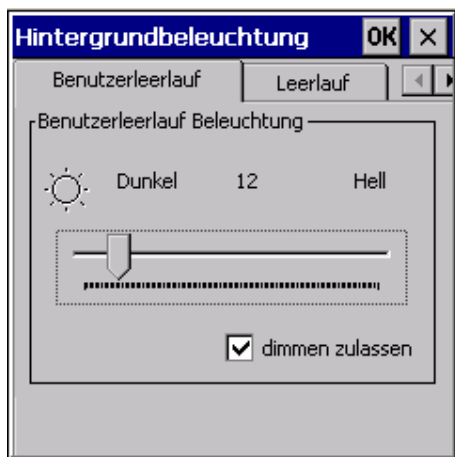 Hintergrundbeleuchtung OK
Benutzerleerlauf Leerlauf
Benutzerleerlauf Beleuchtung
Dunkel 12 Hell
dimmen zulassen